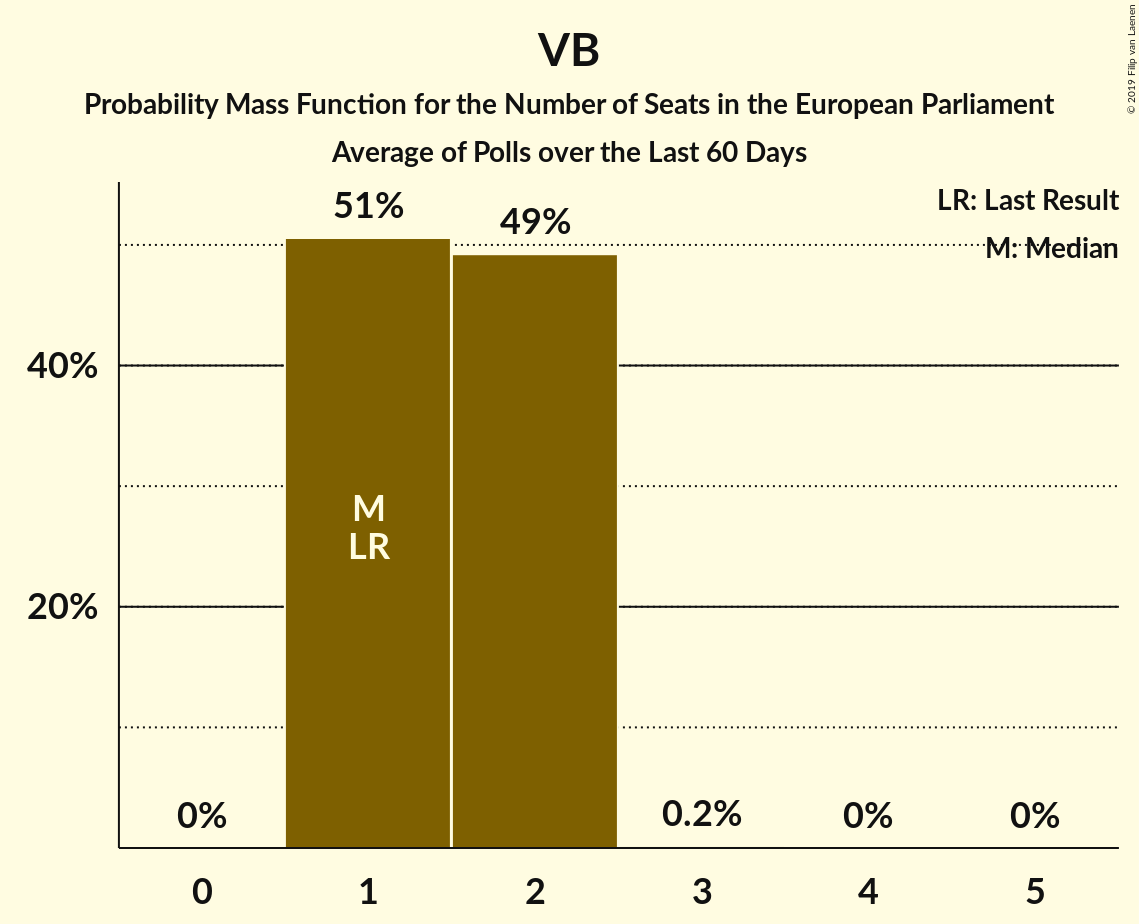 VB
Probability Mass Function for the Number of Seats in the European Parliament
Average of Polls over the Last 60 Days
© 2019 Filip van Laenen
LR: Last Result
M: Median
51%
49%
40%
M
LR
20%
0%
0.2%
0%
0%
0
1
2
3
4
5